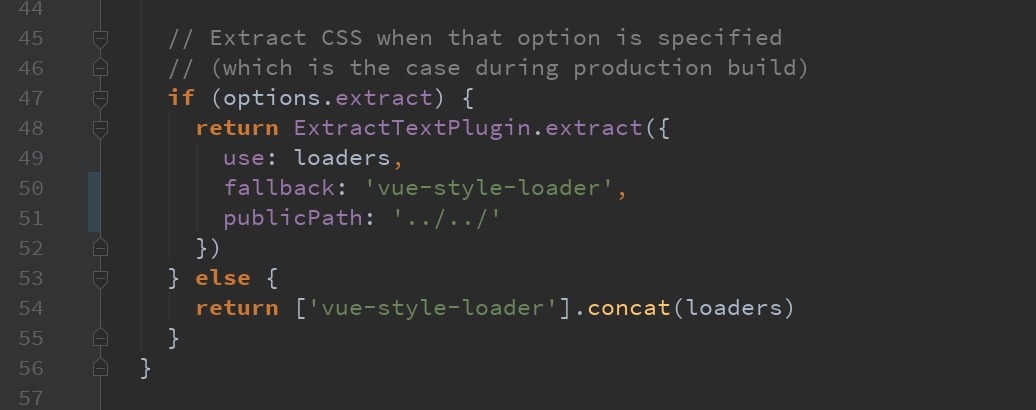 44
45 // Extract CSS when that option is specified
46 // (which is the case during production build)
47 if (options.extract) {
48 return ExtractTextPlugin.extract({
49 use: loaders,
50 fallback: 'vue-style-loader',
51 publicPath: '../../'
52 })
53 } else {
54 return ['vue-style-loader'].concat(loaders)
55 }
56 }
57